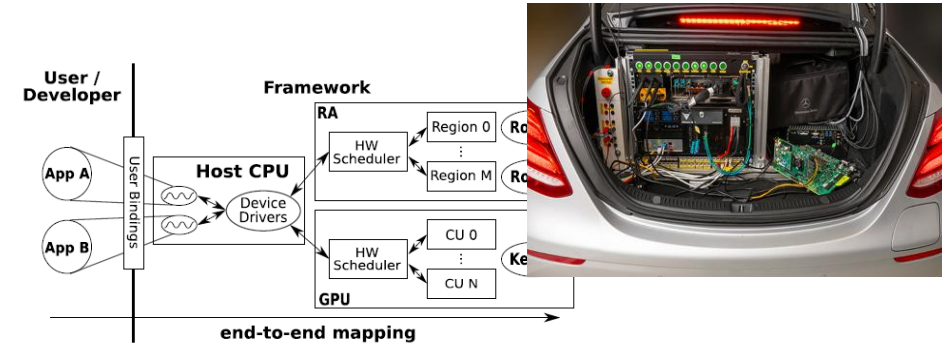 User /
Developer
Framework
RA
Region 0
HW
Scheduler
Region M
Host CPU
App A
User Bindings
Device
Drivers
App B
HW
Scheduler
CU 0
CU N
GPU
end-to-end mapping